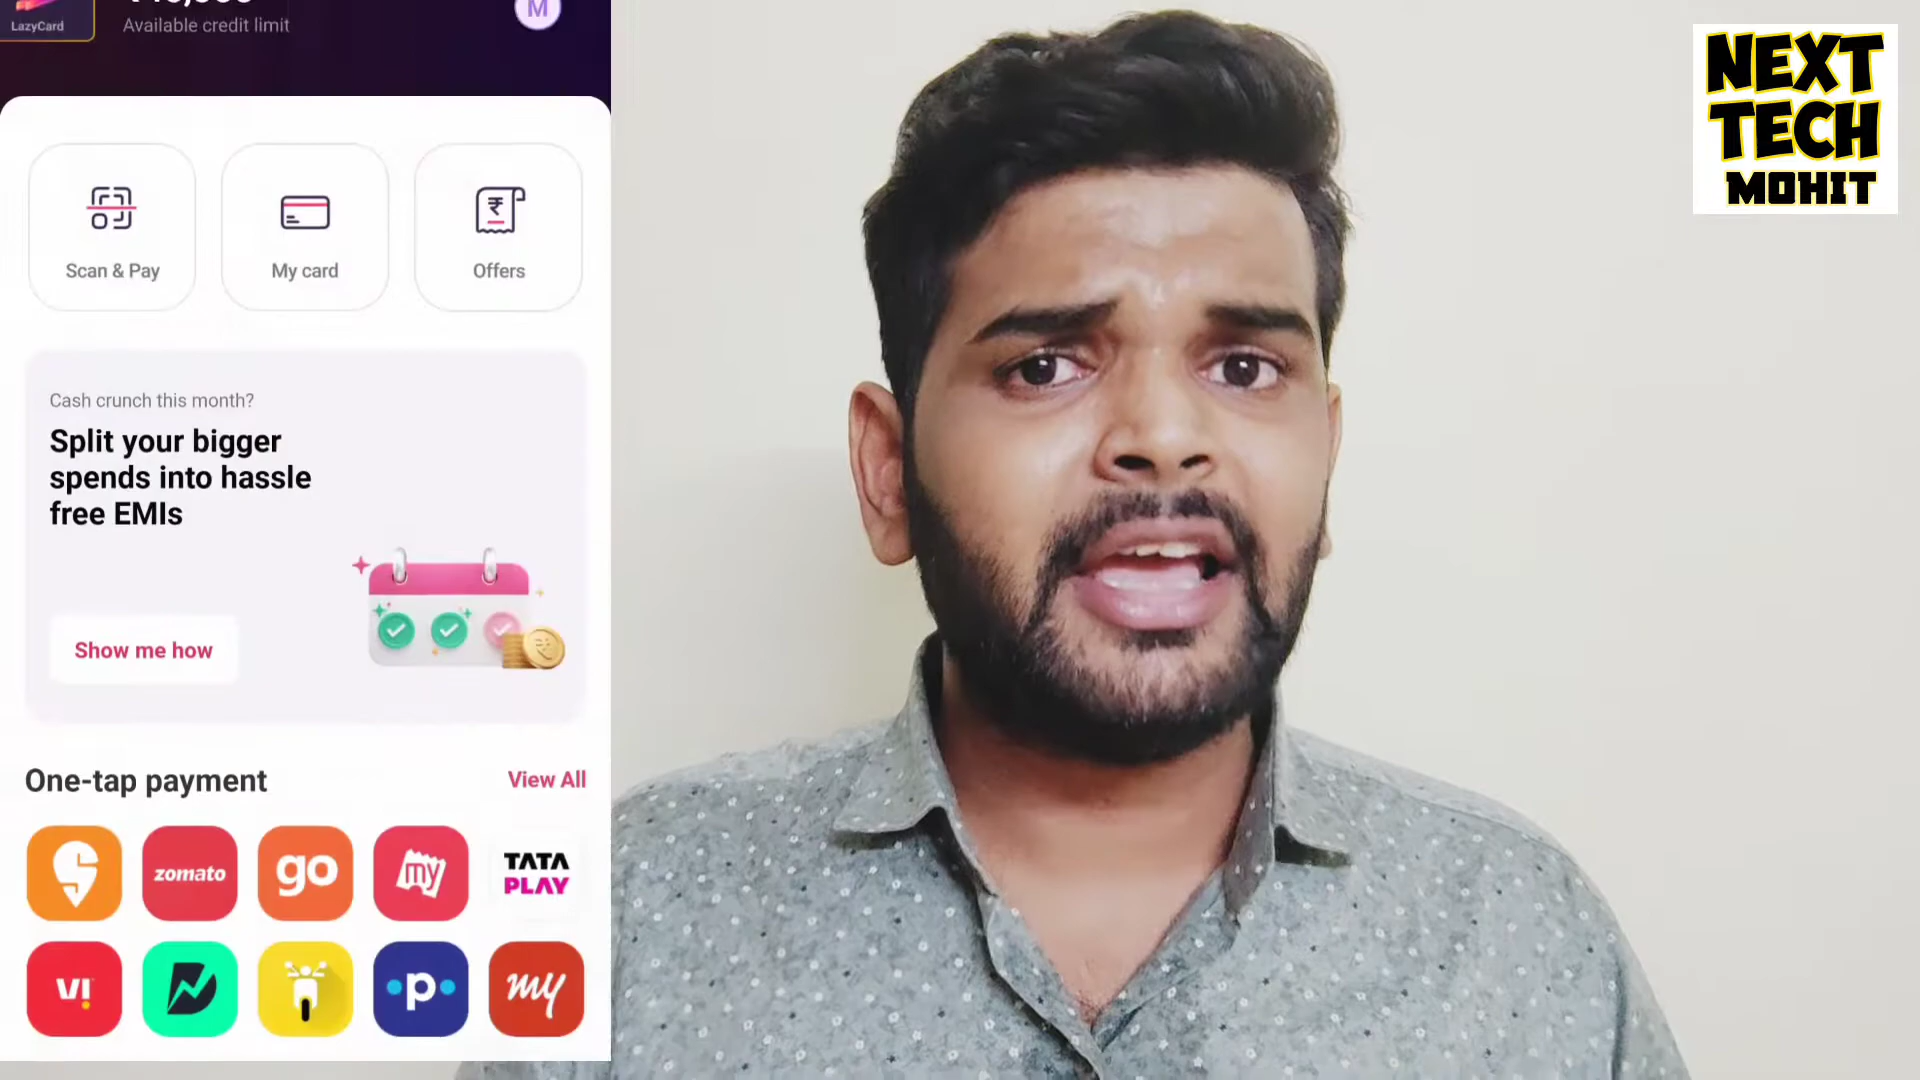 LazyCard
Available credit limit
M
Scan & Pay
My card
₹
Offers
Cash crunch this month?
Split your bigger
spends into hassle
free EMIs
Show me how
One-tap payment
View All
zomato
go
my
TATA
PLAY
VI
p
my
NEXT
TECH
MOHIT